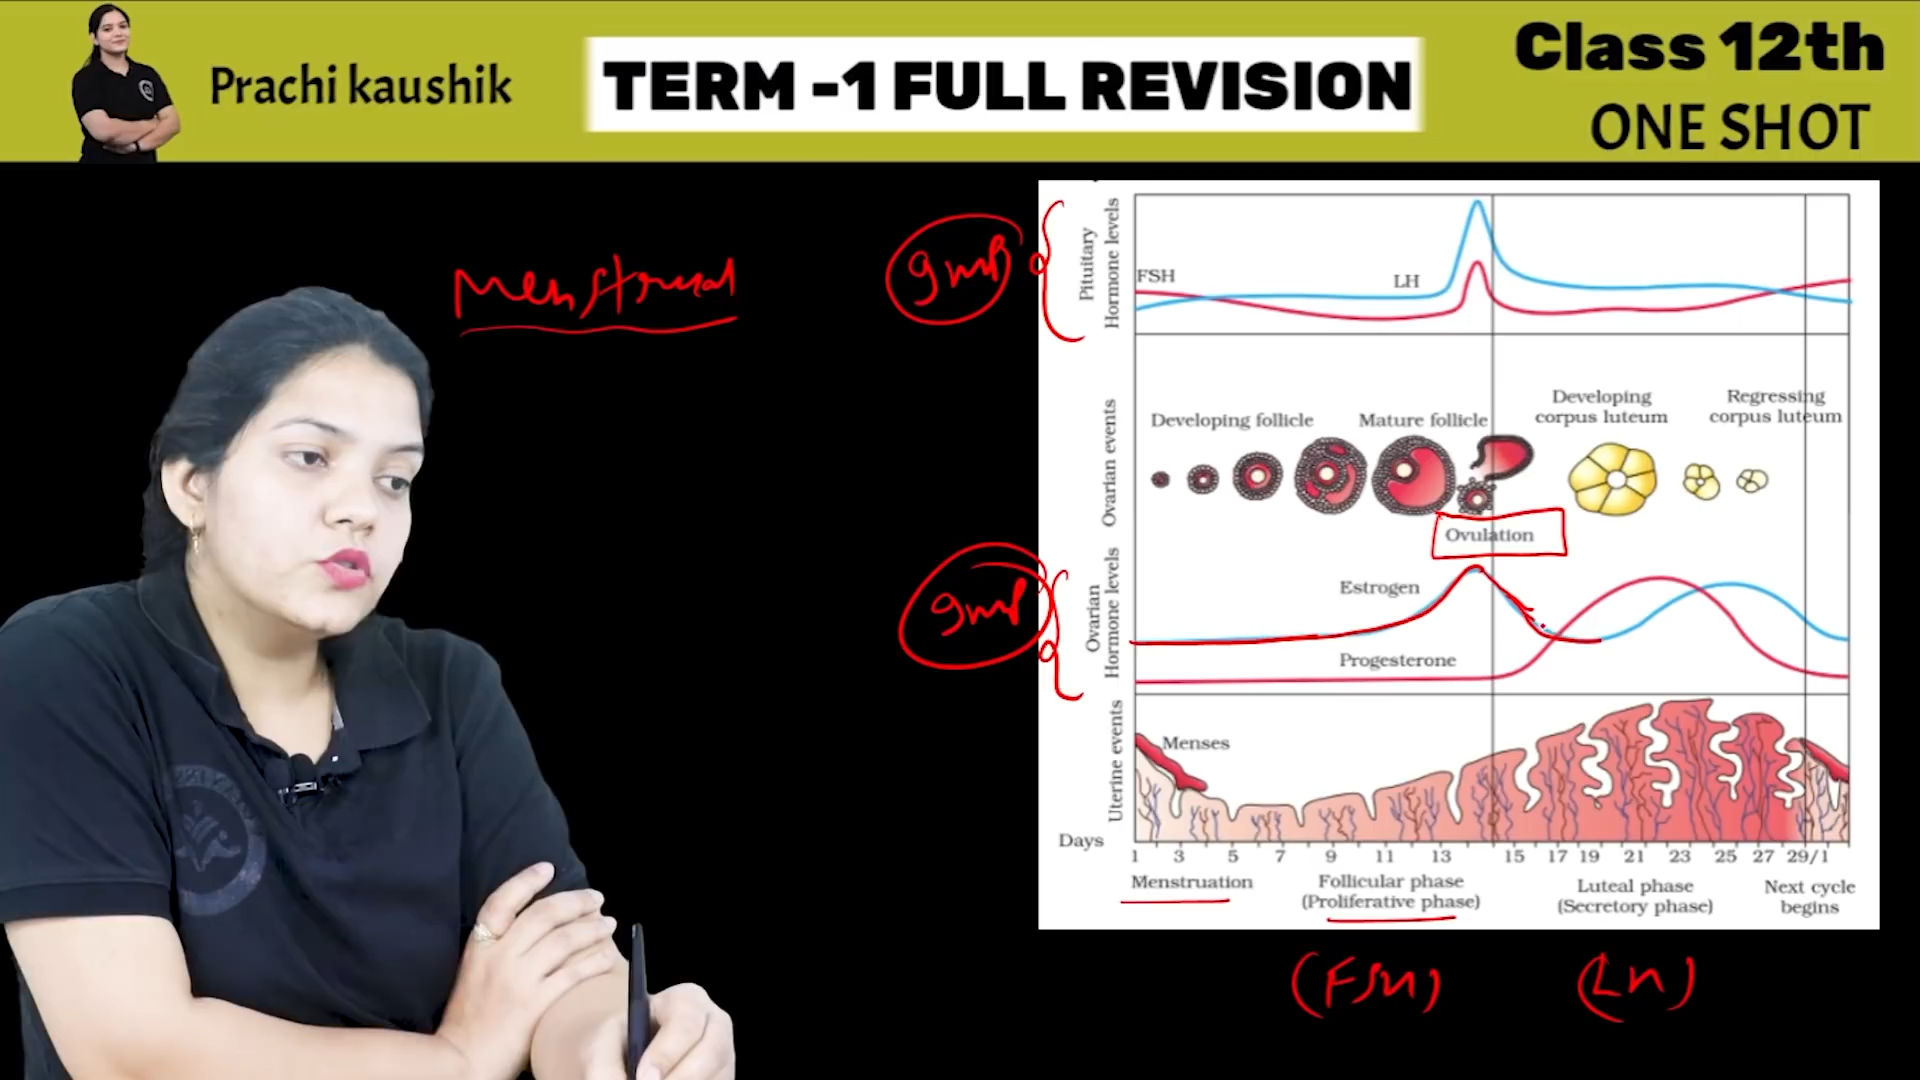 Prachi kaushik
TERM -1 FULL REVISION
Class 12th
ONE SHOT
Menstrual
gmp
gmp
Pituitary
Hormone levels
FSH
LH
Ovarian events
Developing follicle
Mature follicle
Developing
corpus luteum
Regressing
corpus luteum
Ovulation
Ovarian
Hormone levels
Estrogen
Progesterone
Uterine events
Menses
Days
1 3 5 7 9 11 13 15 17 19 21 23 25 27 29/1
Menstruation
Follicular phase
(Proliferative phase)
Luteal phase
(Secretory phase)
Next cycle
begins
(FSH)
(LH)